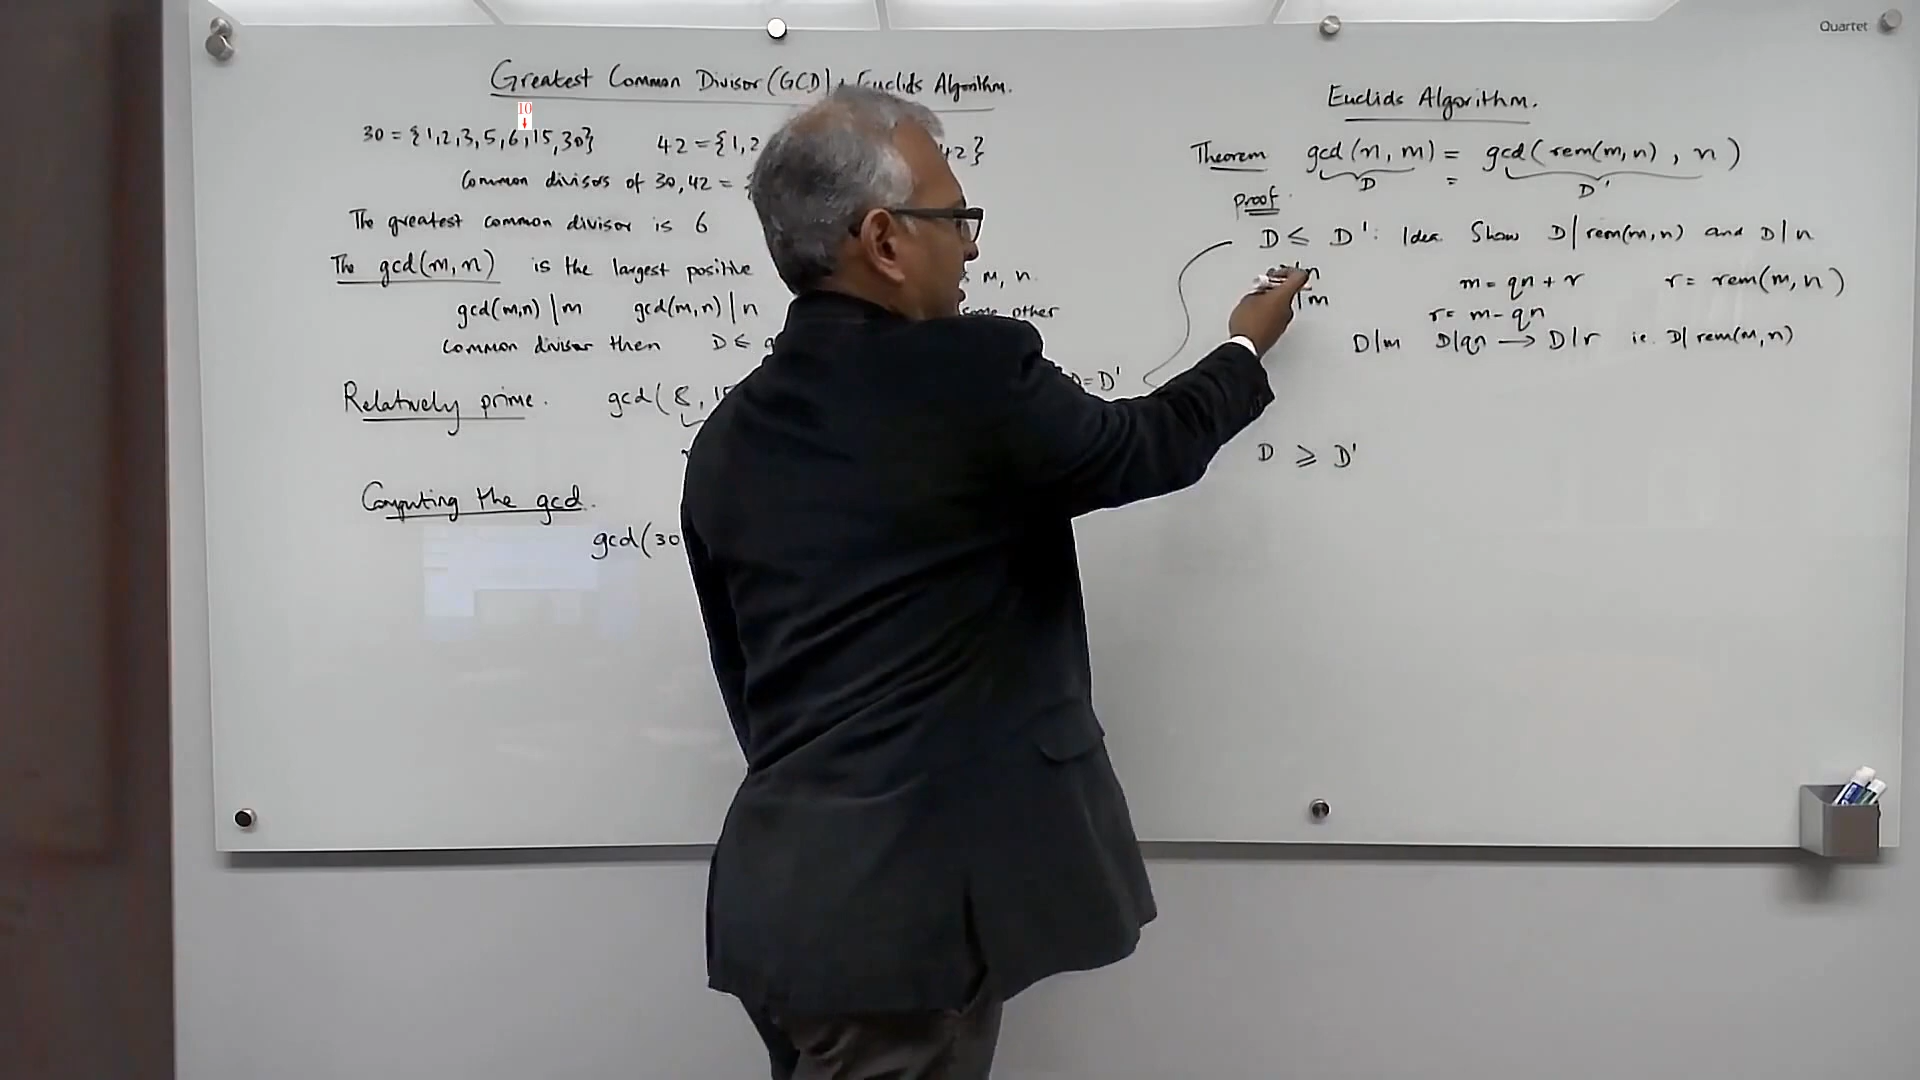 Quartet
Greatest Common Divisor (GCD) Euclids Algorithm.
10
30 = {1,2,3,5,6,15,30} 42 = {1,2 42}
Common divisors of 30,42 = {
The greatest common divisor is 6
The gcd(m,n) is the largest positive m, n.
gcd(m,n) | m gcd(m,n) | n some other
common divisor then D ≤ g
D = D'
Relatively prime. gcd(8, 15
Computing the gcd.
gcd(30
Euclids Algorithm.
Theorem gcd(n, m) = gcd(rem(m,n), n)
D = D'
proof.
D ≤ D' : Idea Show D|rem(m,n) and D|n
|n m = qn + r r = rem(m,n)
|m r = m - qn
D|m D|qn → D|r ie. D|rem(m,n)
D ≥ D'